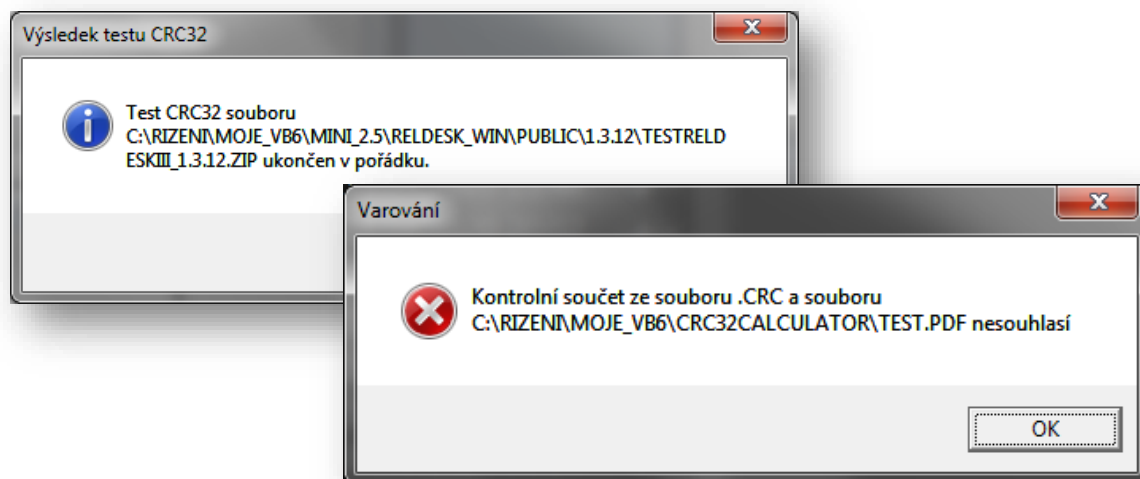 Výsledek testu CRC32
Test CRC32 souboru
C:\RIZENI\MOJE_VB6\MINI_2.5\RELDESK_WIN\PUBLIC\1.3.12\TESTRELD
ESKIII_1.3.12.ZIP ukončen v pořádku.
Varování
Kontrolní součet ze souboru .CRC a souboru
C:\RIZENI\MOJE_VB6\CRC32CALCULATOR\TEST.PDF nesouhlasí
OK